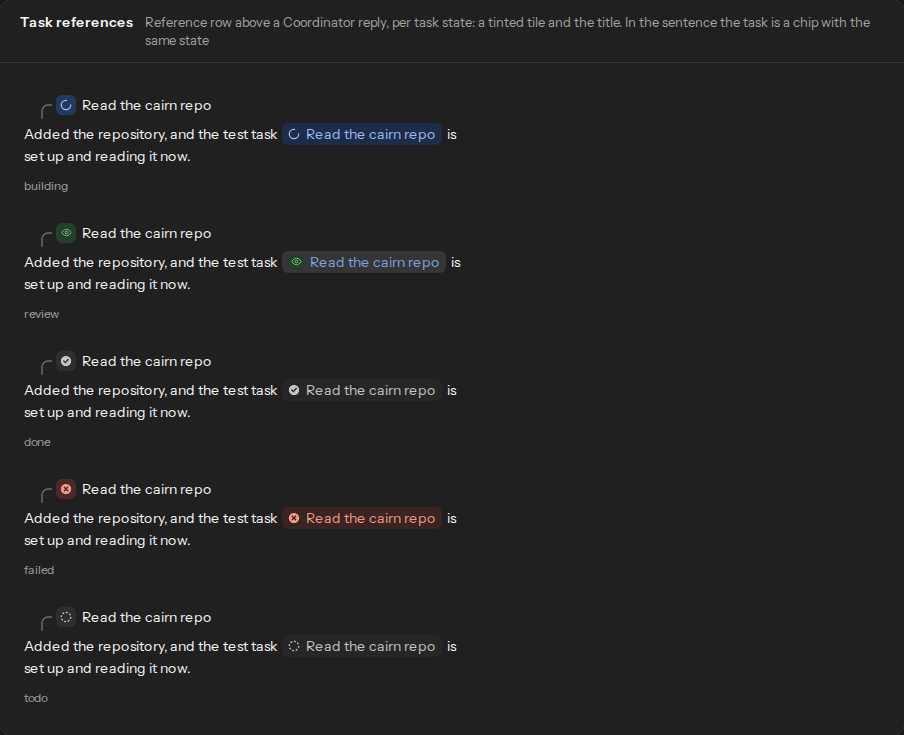 Task references
Reference row above a Coordinator reply, per task state: a tinted tile and the title. In the sentence the task is a chip with the
same state
Read the cairn repo
Added the repository, and the test task Read the cairn repo is
set up and reading it now.
building
Read the cairn repo
Added the repository, and the test task Read the cairn repo is
set up and reading it now.
review
Read the cairn repo
Added the repository, and the test task Read the cairn repo is
set up and reading it now.
done
Read the cairn repo
Added the repository, and the test task Read the cairn repo is
set up and reading it now.
failed
Read the cairn repo
Added the repository, and the test task Read the cairn repo is
set up and reading it now.
todo